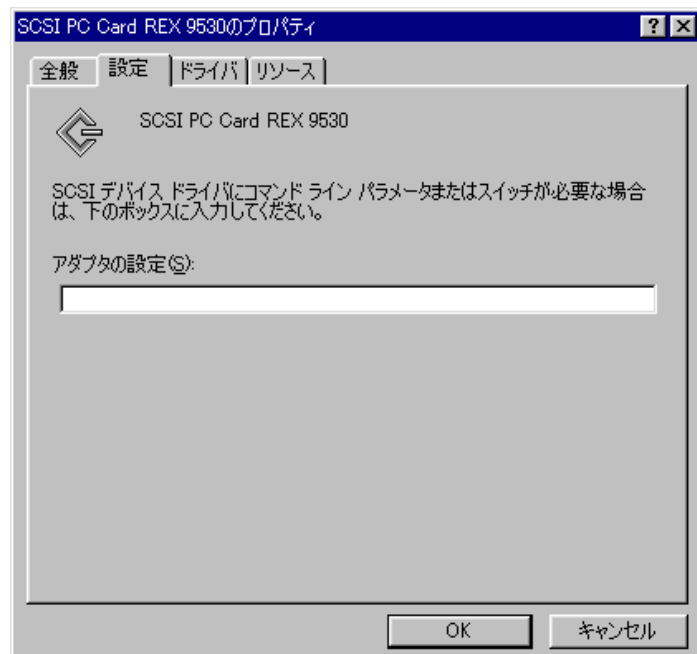 SCSI PC Card REX 9530のプロパティ
全般 設定 ドライバ リソース
SCSI PC Card REX 9530
SCSI デバイス ドライバにコマンド ライン パラメータまたはスイッチが必要な場合
は、下のボックスに入力してください。
アダプタの設定(S):
OK キャンセル